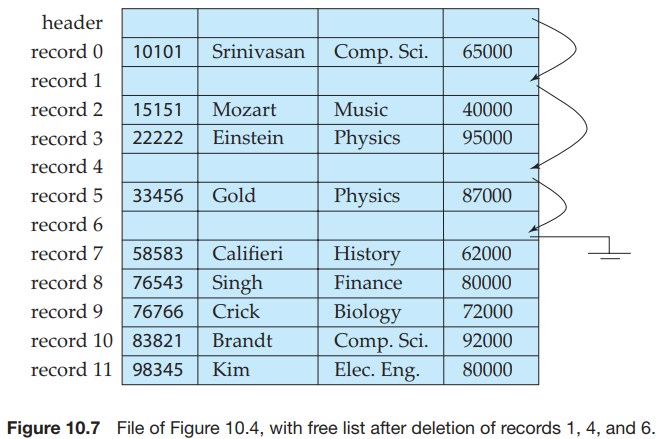 header
record 0 10101 Srinivasan Comp. Sci. 65000
record 1
record 2 15151 Mozart Music 40000
record 3 22222 Einstein Physics 95000
record 4
record 5 33456 Gold Physics 87000
record 6
record 7 58583 Califieri History 62000
record 8 76543 Singh Finance 80000
record 9 76766 Crick Biology 72000
record 10 83821 Brandt Comp. Sci. 92000
record 11 98345 Kim Elec. Eng. 80000
Figure 10.7 File of Figure 10.4, with free list after deletion of records 1, 4, and 6.